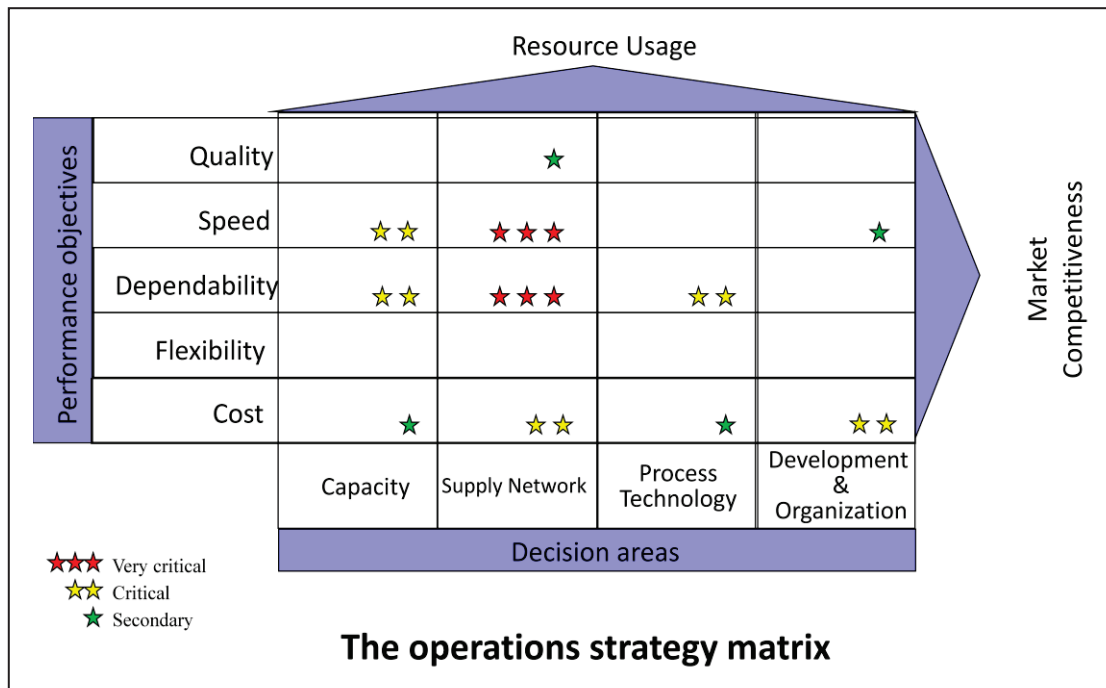 Resource Usage
Performance objectives
Quality
Speed
Dependability
Flexibility
Cost
Market
Competitiveness
Capacity
Supply Network
Process
Technology
Development
&
Organization
Decision areas
Very critical
Critical
Secondary
The operations strategy matrix